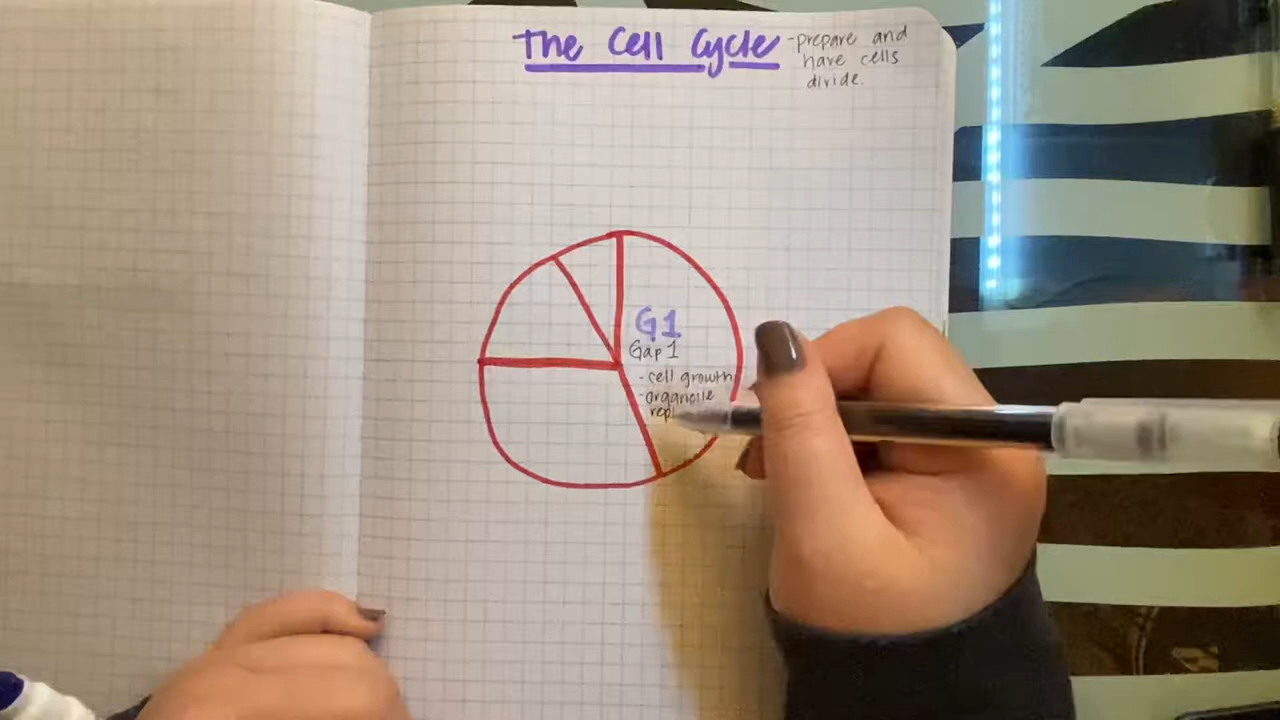 The Cell Cycle
-prepare and
have cells
divide.
G1
Gap 1
- cell growth
- organelle